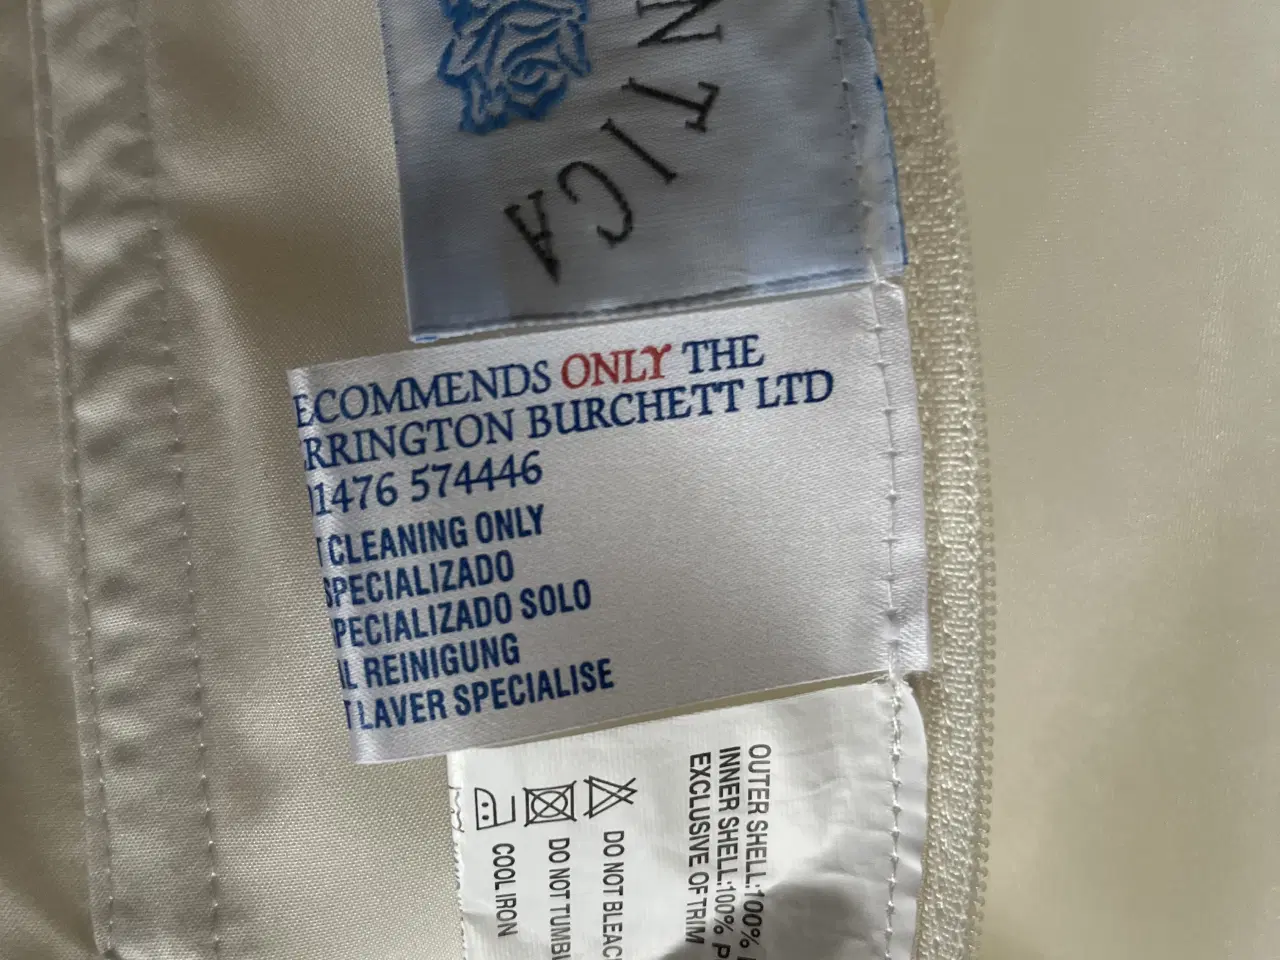 NTICA
ECOMMENDS ONLY THE
RRINGTON BURCHETT LTD
01476 574446
CLEANING ONLY
SPECIALIZADO
PECIALIZADO SOLO
L REINIGUNG
LAVER SPECIALISE
OUTER SHELL:100%
INNER SHELL:100% P
EXCLUSIVE OF TRIM
DO NOT BLEAC
DO NOT TUMBL
COOL IRON